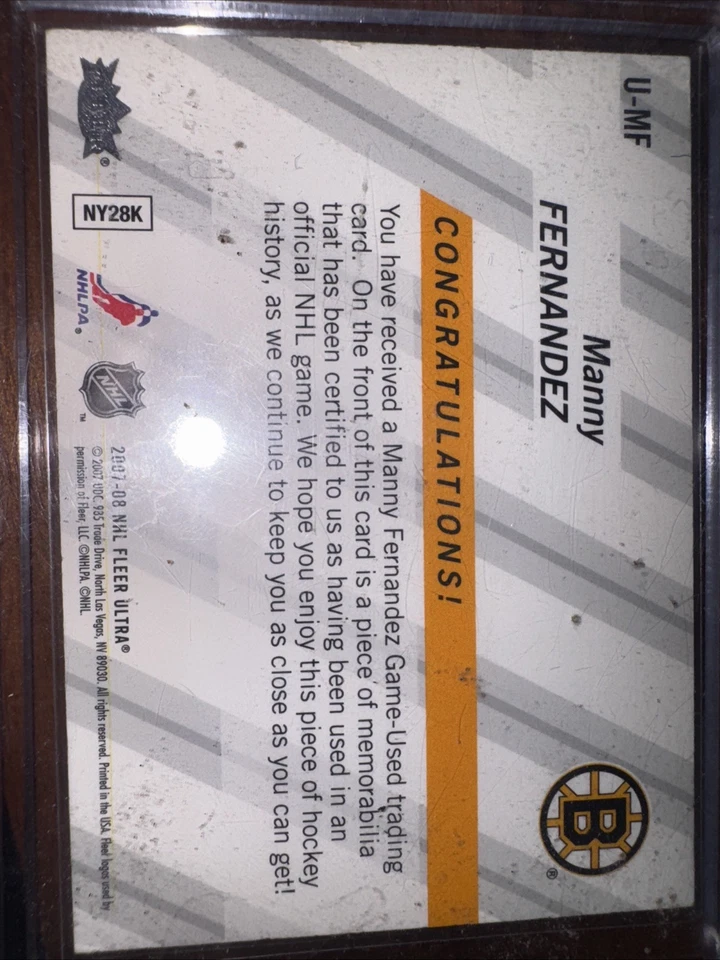 U-MF
Manny
FERNANDEZ
B
®
CONGRATULATIONS!
You have received a Manny Fernandez Game-Used trading
card. On the front of this card is a piece of memorabilia
that has been certified to us as having been used in an
official NHL game. We hope you enjoy this piece of hockey
history, as we continue to keep you as close as you can get!
®
NY28K
NHLPA®
NHL
TM
2007-08 NHL FLEER ULTRA®
© 2007 UDC. 985 Trade Drive, North Las Vegas, NV 89030. All rights reserved. Printed in the USA. Fleer logos used by
permission of Fleer, LLC ©NHLPA. ©NHL.